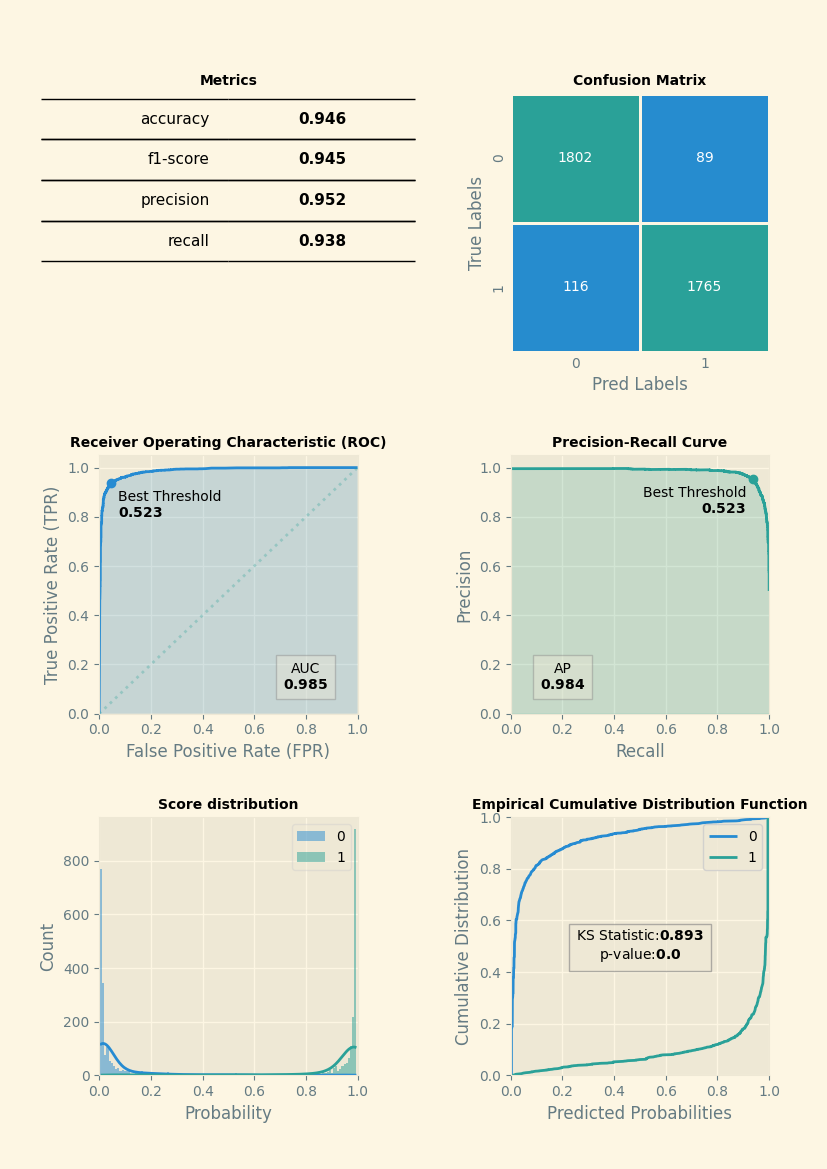 Metrics
accuracy 0.946
f1-score 0.945
precision 0.952
recall 0.938
Confusion Matrix
True Labels
0
1
1802 89
116 1765
0 1
Pred Labels
Receiver Operating Characteristic (ROC)
True Positive Rate (TPR)
1.0
0.8
0.6
0.4
0.2
0.0
Best Threshold
0.523
AUC
0.985
0.0 0.2 0.4 0.6 0.8 1.0
False Positive Rate (FPR)
Precision-Recall Curve
Precision
1.0
0.8
0.6
0.4
0.2
0.0
Best Threshold
0.523
AP
0.984
0.0 0.2 0.4 0.6 0.8 1.0
Recall
Score distribution
Count
800
600
400
200
0
0
1
0.0 0.2 0.4 0.6 0.8 1.0
Probability
Empirical Cumulative Distribution Function
Cumulative Distribution
1.0
0.8
0.6
0.4
0.2
0.0
0
1
KS Statistic:0.893
p-value:0.0
0.0 0.2 0.4 0.6 0.8 1.0
Predicted Probabilities